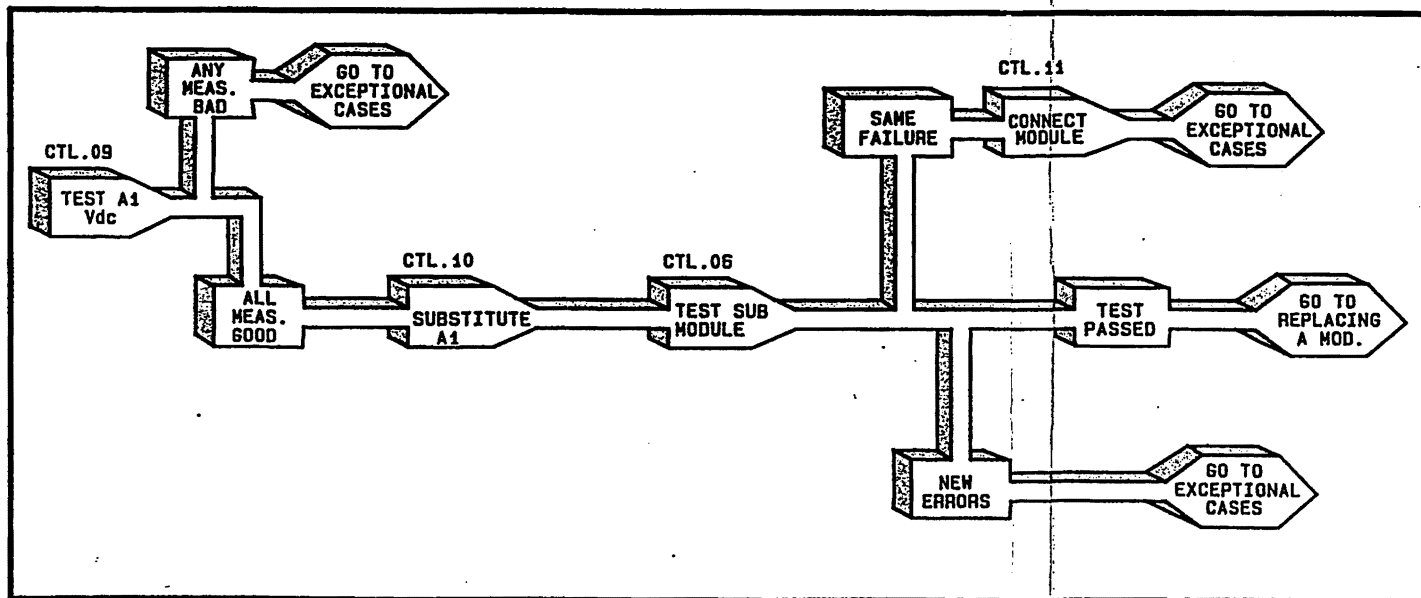 ANY
MEAS.
BAD
GO TO
EXCEPTIONAL
CASES
CTL.09
TEST A1
Vdc
ALL
MEAS.
GOOD
CTL.10
SUBSTITUTE
A1
CTL.06
TEST SUB
MODULE
SAME
FAILURE
CTL.11
CONNECT
MODULE
GO TO
EXCEPTIONAL
CASES
TEST
PASSED
GO TO
REPLACING
A MOD.
NEW
ERRORS
GO TO
EXCEPTIONAL
CASES